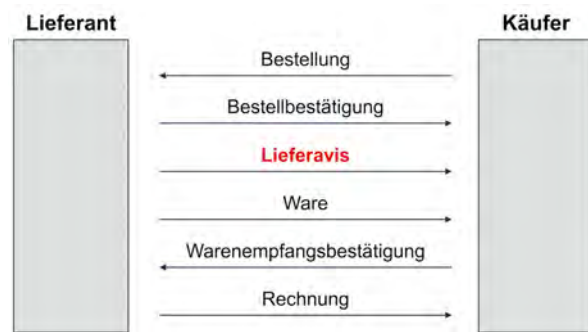 Lieferant
Käufer
Bestellung
Bestellbestätigung
Lieferavis
Ware
Warenempfangsbestätigung
Rechnung